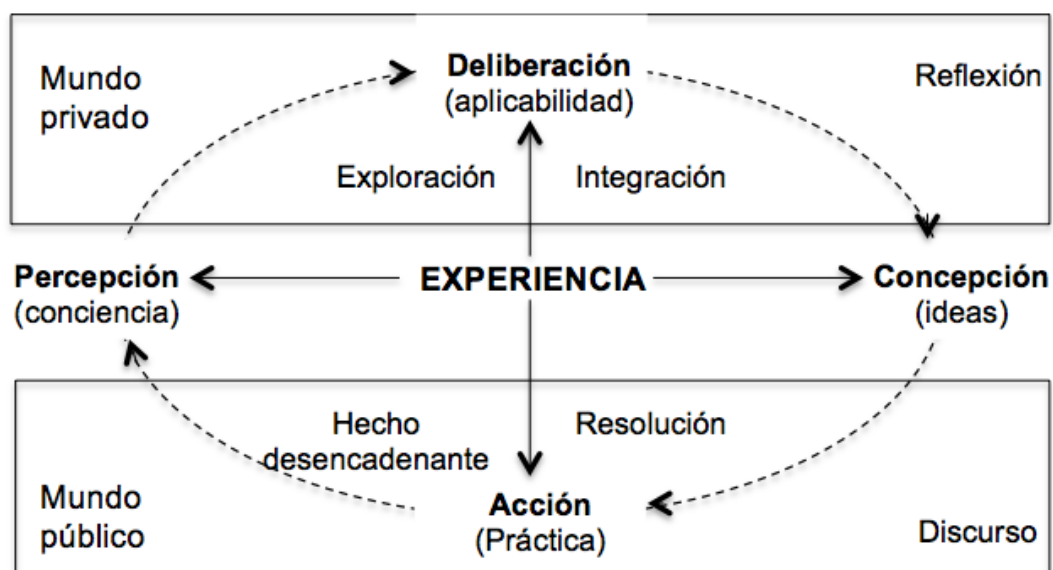 Mundo
privado
Deliberación
(aplicabilidad)
Reflexión
Exploración
Integración
Percepción
(conciencia)
EXPERIENCIA
Concepción
(ideas)
Hecho
desencadenante
Resolución
Mundo
público
Acción
(Práctica)
Discurso